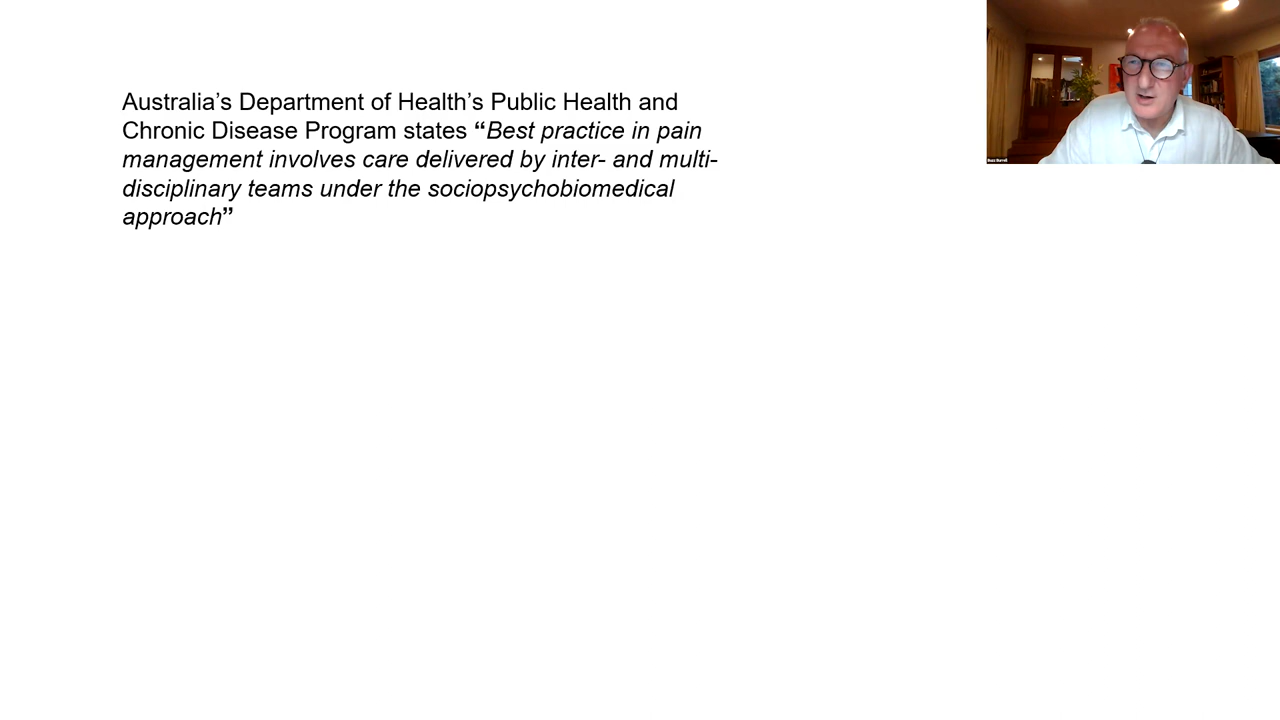 Australia’s Department of Health’s Public Health and
Chronic Disease Program states “Best practice in pain
management involves care delivered by inter- and multi-
disciplinary teams under the sociopsychobiomedical
approach”